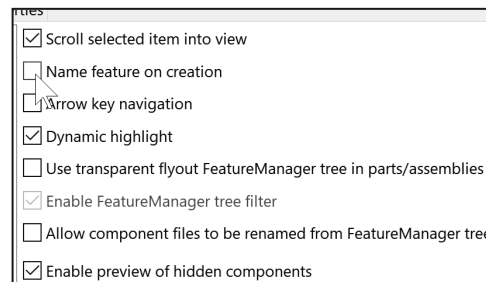 Scroll selected item into view
Name feature on creation
Arrow key navigation
Dynamic highlight
Use transparent flyout FeatureManager tree in parts/assemblies
Enable FeatureManager tree filter
Allow component files to be renamed from FeatureManager tree
Enable preview of hidden components